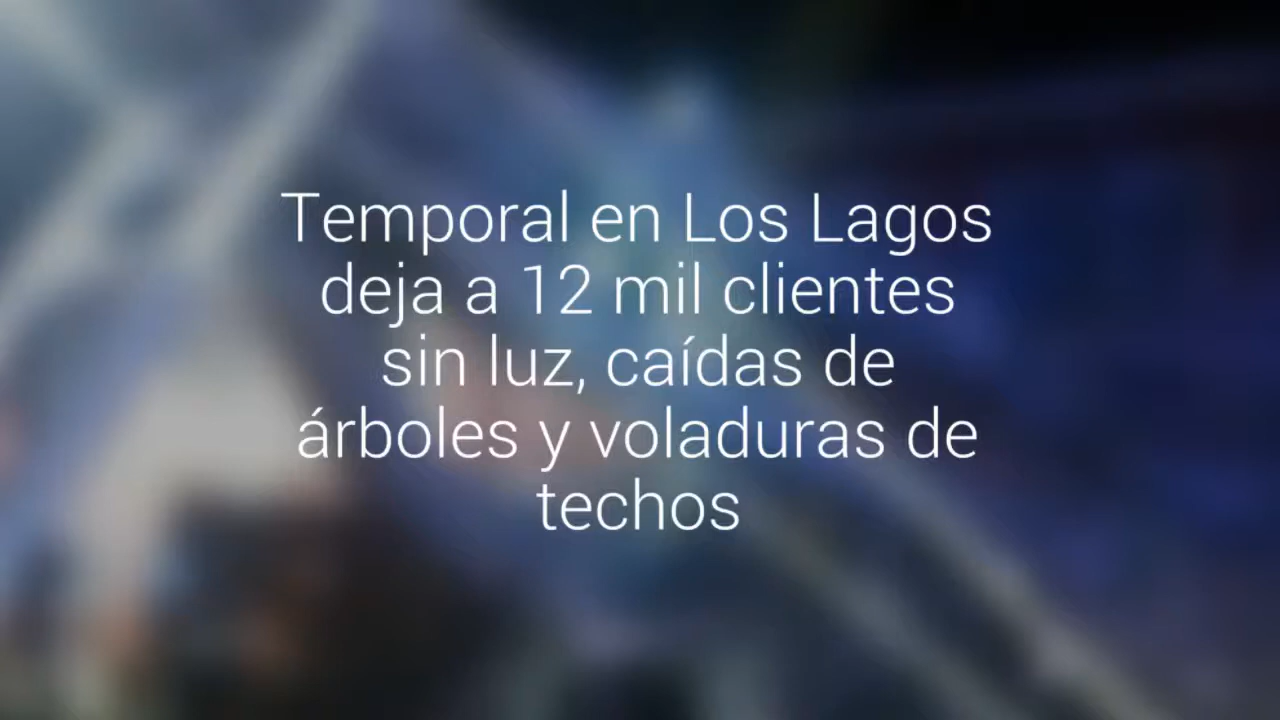 Temporal en Los Lagos
deja a 12 mil clientes
sin luz, caídas de
árboles y voladuras de
techos